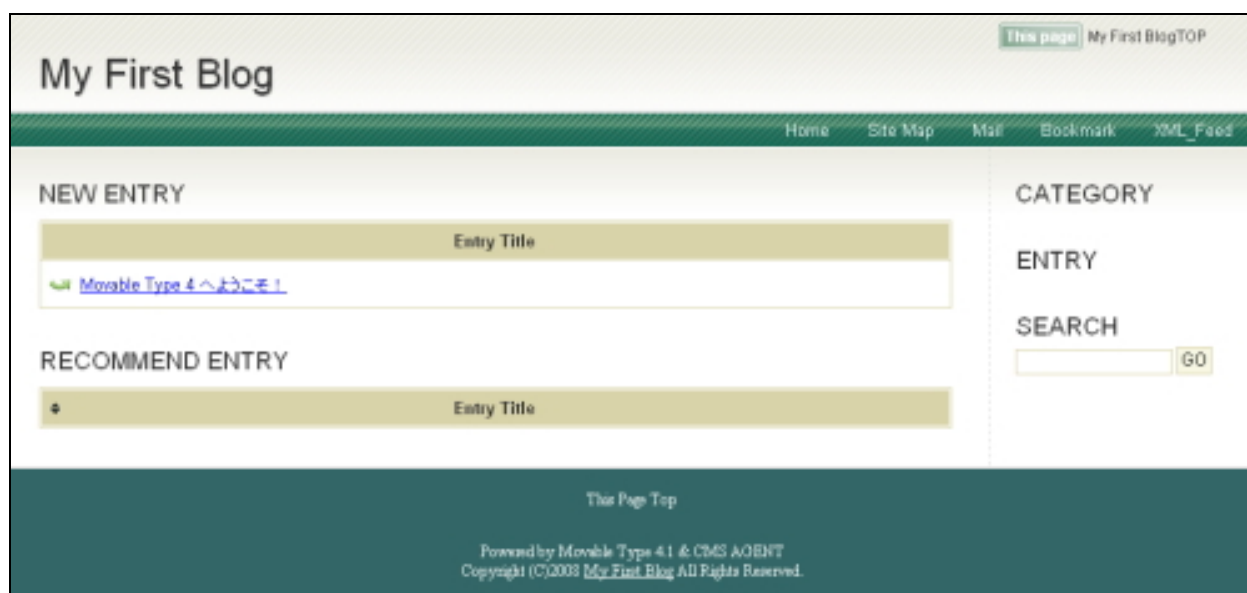 This page My First BlogTOP
My First Blog
Home Site Map Mail Bookmark XML_Feed
NEW ENTRY
Entry Title
Movable Type 4 へようこそ！
RECOMMEND ENTRY
Entry Title
CATEGORY
ENTRY
SEARCH
GO
This Page Top
Powered by Movable Type 4.1 & CMS AGENT
Copyright (C)2008 My First Blog All Rights Reserved.